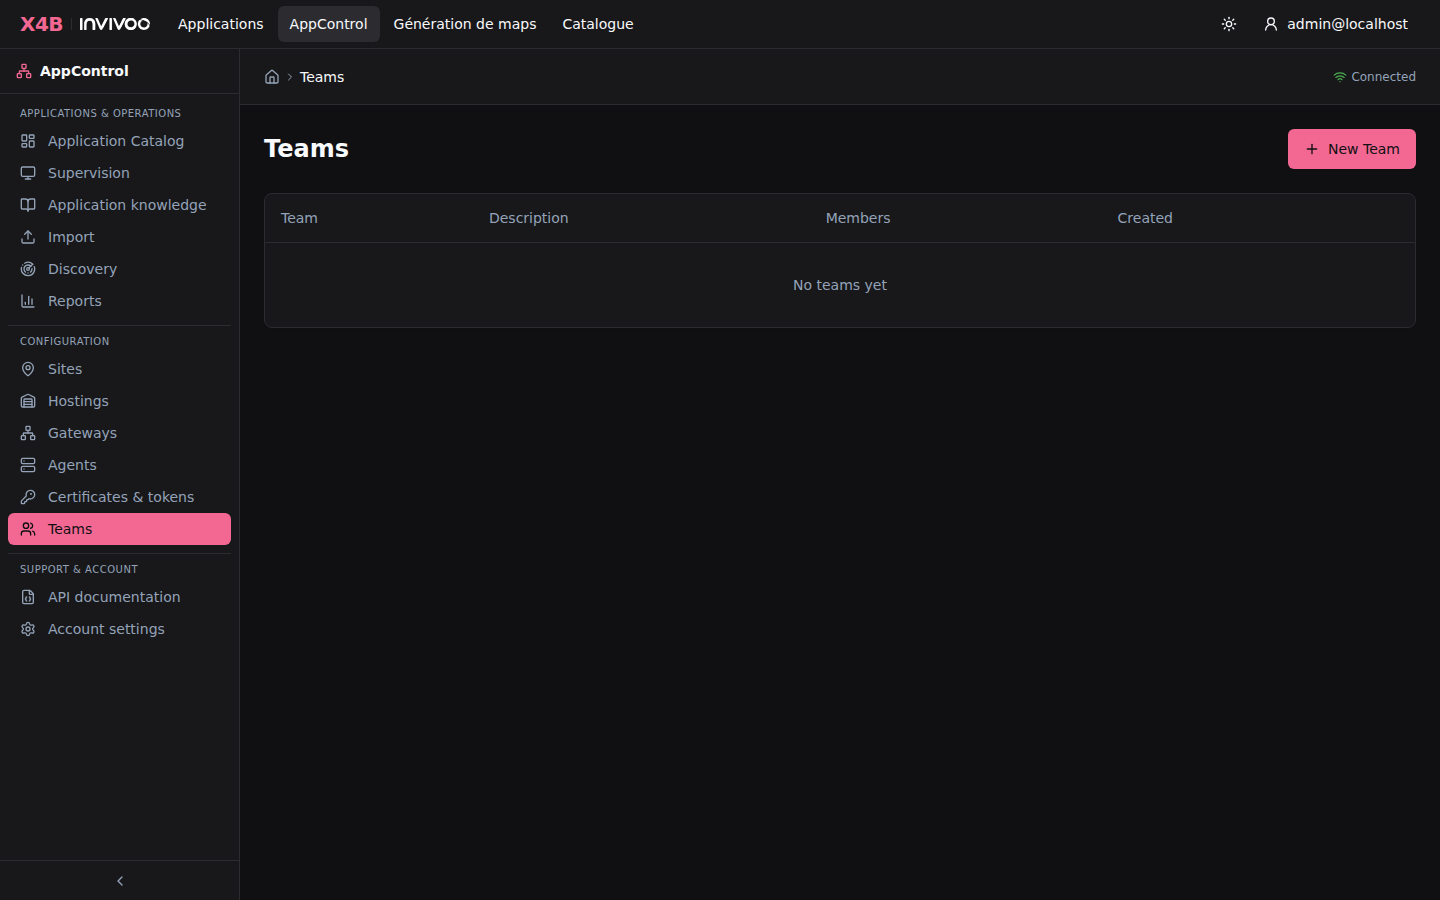 X4B INVIVOO Applications AppControl Génération de maps Catalogue admin@localhost
AppControl
Teams
Connected
APPLICATIONS & OPERATIONS
Application Catalog
Supervision
Application knowledge
Import
Discovery
Reports
CONFIGURATION
Sites
Hostings
Gateways
Agents
Certificates & tokens
Teams
SUPPORT & ACCOUNT
API documentation
Account settings
Teams
New Team
Team Description Members Created
No teams yet